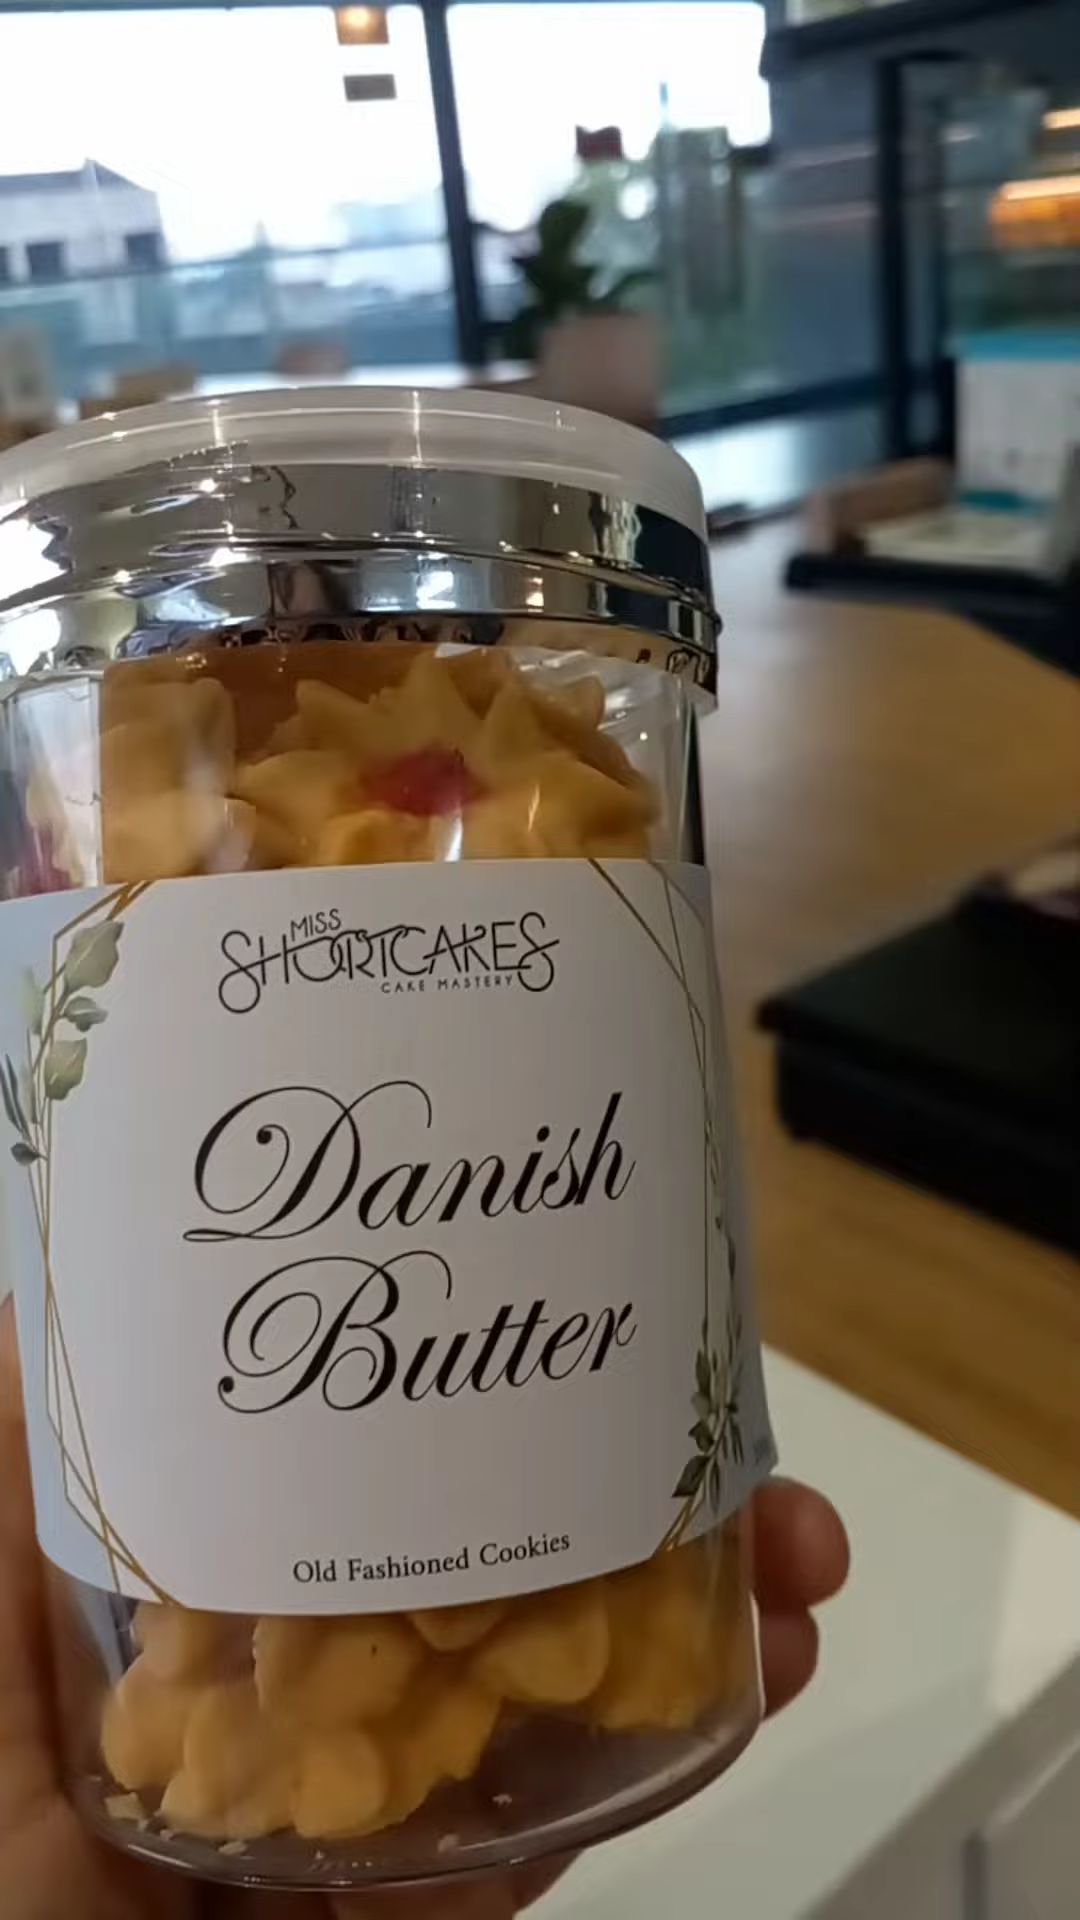 MISS
SHORTCAKES
CAKE MASTERY
Danish
Butter
Old Fashioned Cookies